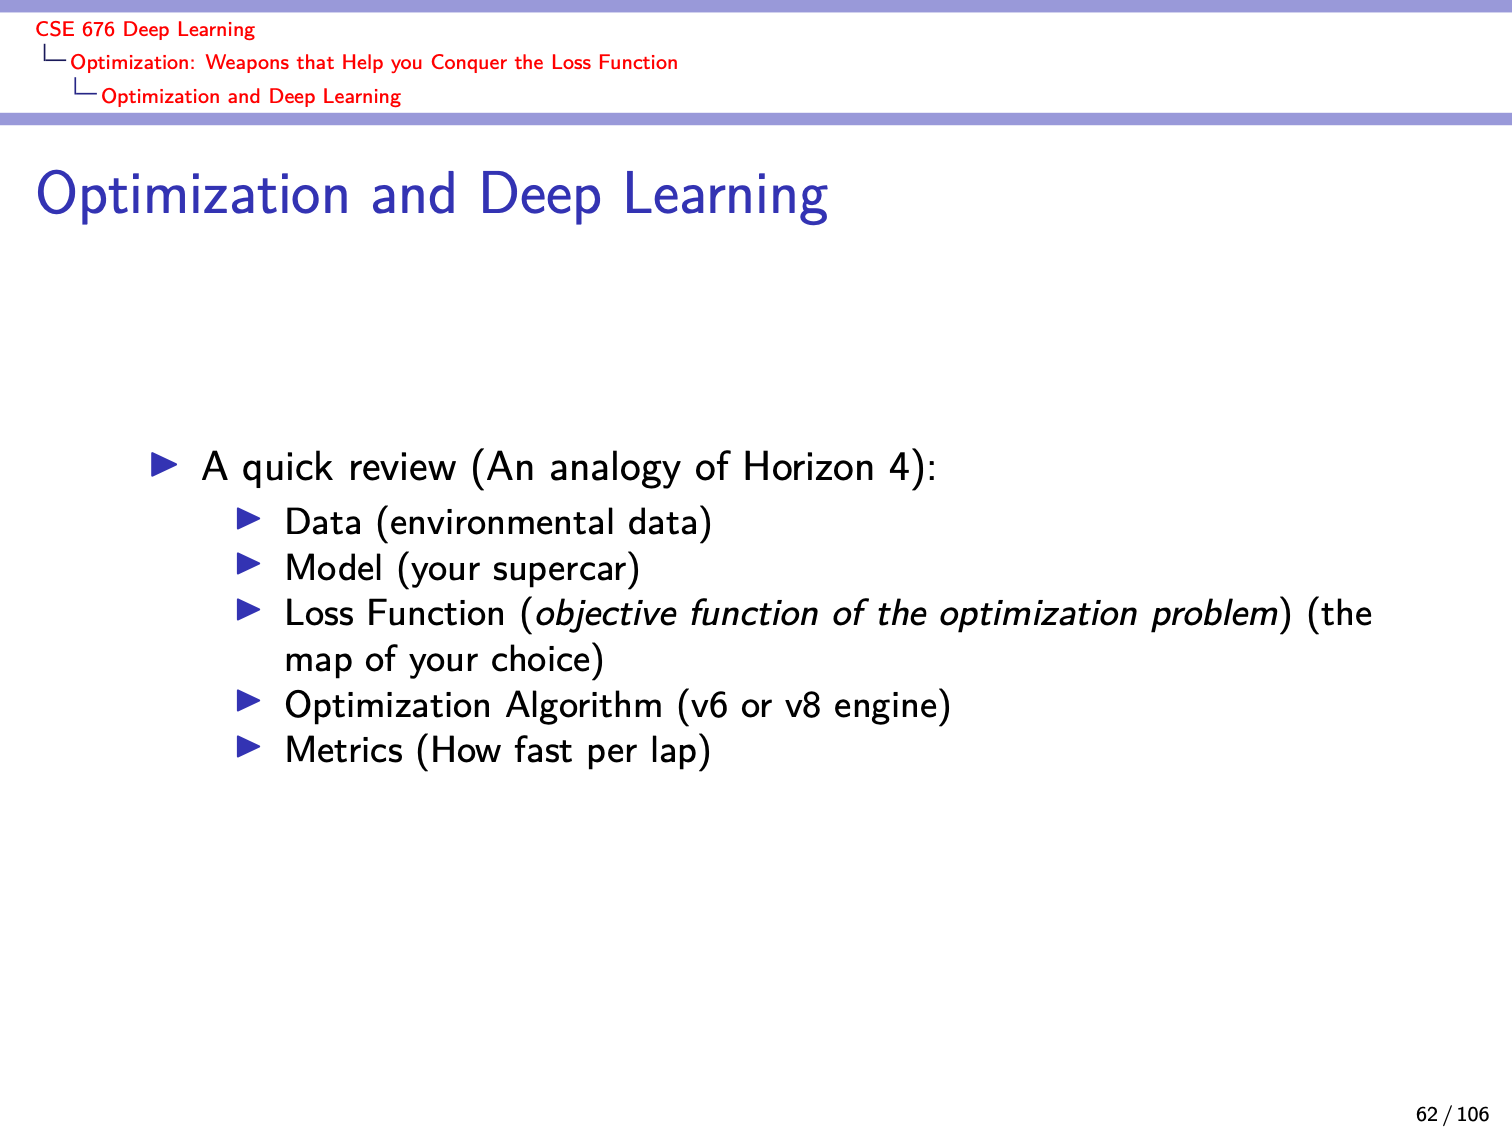 CSE 676 Deep Learning
Optimization: Weapons that Help you Conquer the Loss Function
Optimization and Deep Learning
Optimization and Deep Learning
A quick review (An analogy of Horizon 4):
Data (environmental data)
Model (your supercar)
Loss Function (objective function of the optimization problem) (the
map of your choice)
Optimization Algorithm (v6 or v8 engine)
Metrics (How fast per lap)
62 / 106